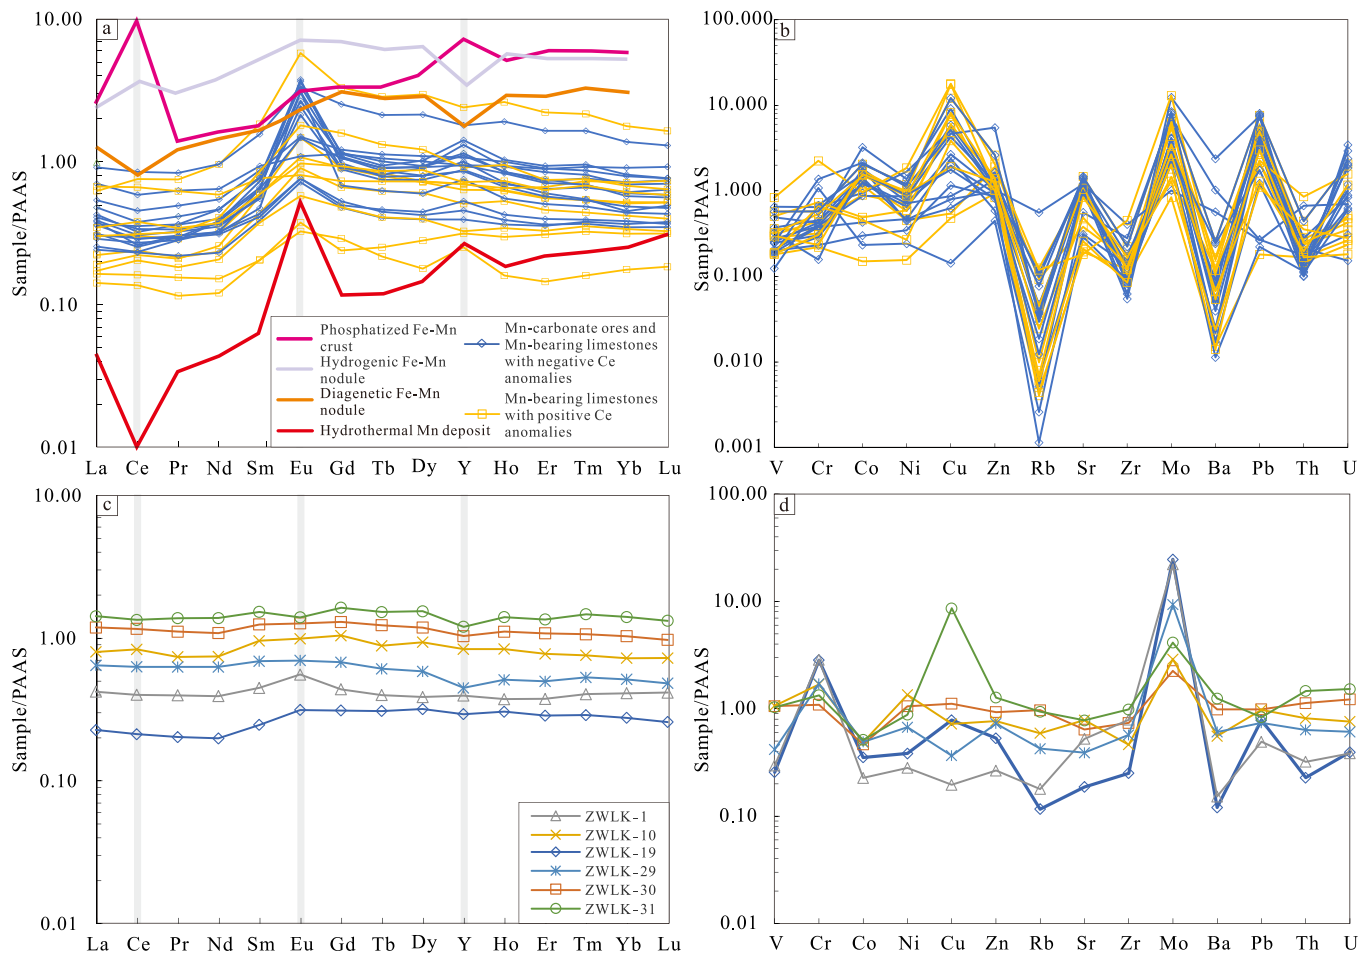 a
10.00
1.00
0.10
0.01
Sample/PAAS
Phosphatized Fe-Mn
crust
Hydrogenic Fe-Mn
nodule
Diagenetic Fe-Mn
nodule
Hydrothermal Mn deposit
Mn-carbonate ores and
Mn-bearing limestones
with negative Ce
anomalies
Mn-bearing limestones
with positive Ce
anomalies
La Ce Pr Nd Sm Eu Gd Tb Dy Y Ho Er Tm Yb Lu
b
100.000
10.000
1.000
0.100
0.010
0.001
Sample/PAAS
V Cr Co Ni Cu Zn Rb Sr Zr Mo Ba Pb Th U
c
10.00
1.00
0.10
0.01
Sample/PAAS
ZWLK-1
ZWLK-10
ZWLK-19
ZWLK-29
ZWLK-30
ZWLK-31
La Ce Pr Nd Sm Eu Gd Tb Dy Y Ho Er Tm Yb Lu
d
100.00
10.00
1.00
0.10
0.01
Sample/PAAS
V Cr Co Ni Cu Zn Rb Sr Zr Mo Ba Pb Th U